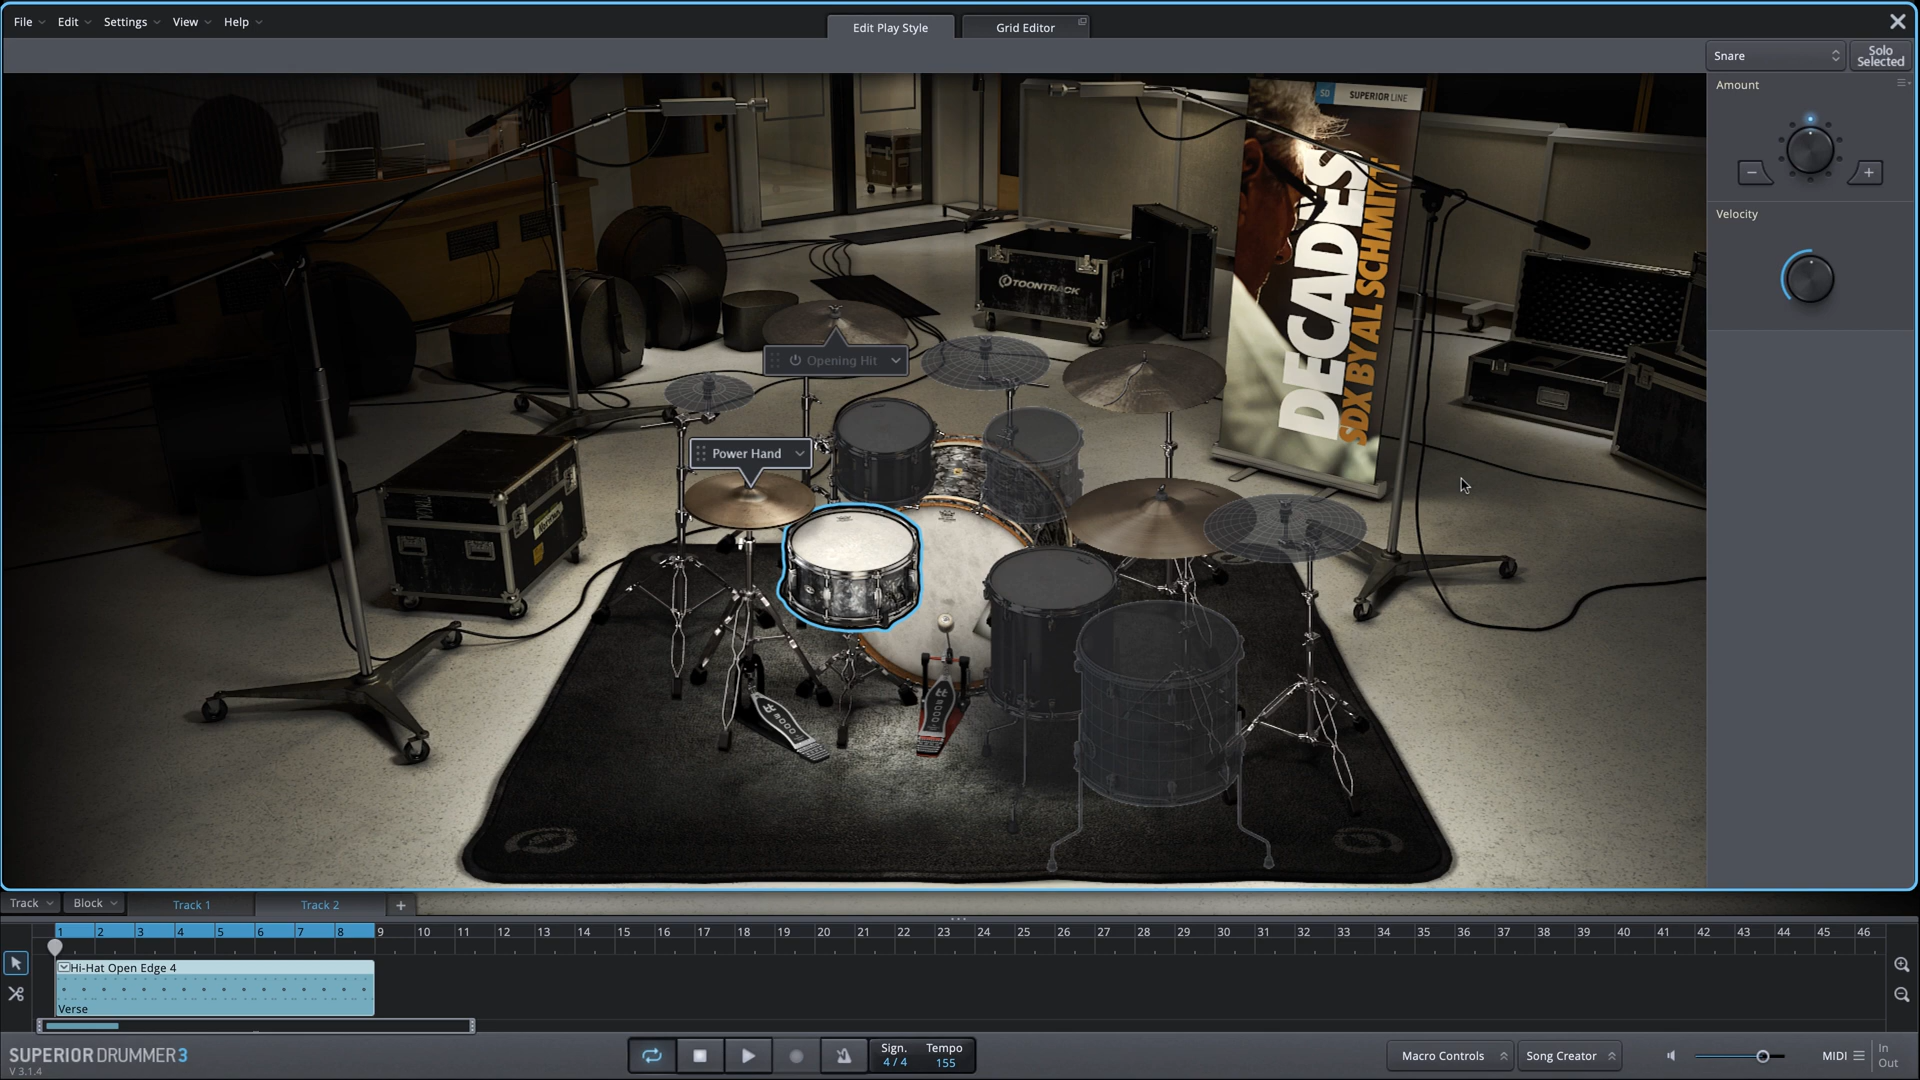 File
Edit
Settings
View
Help
Edit Play Style
Grid Editor
Snare
Solo
Selected
Amount
Velocity
SD SUPERIOR LINE
DECADES
SDX BY AL SCHMITT
TOONTRACK
Opening Hit
Power Hand
Track
Block
Track 1
Track 2
+
1 2 3 4 5 6 7 8 9 10 11 12 13 14 15 16 17 18 19 20 21 22 23 24 25 26 27 28 29 30 31 32 33 34 35 36 37 38 39 40 41 42 43 44 45 46
Hi-Hat Open Edge 4
Verse
SUPERIOR DRUMMER 3
V 3.1.4
Sign.
4 / 4
Tempo
155
Macro Controls
Song Creator
MIDI
In
Out